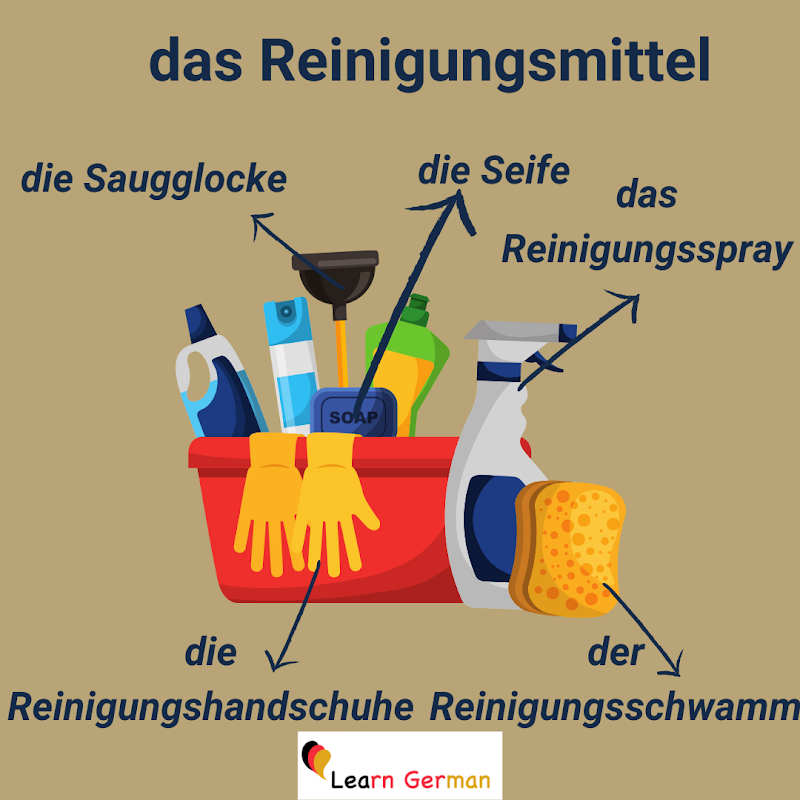 das Reinigungsmittel
die Saugglocke
die Seife
das
Reinigungsspray
SOAP
die
Reinigungshandschuhe
der
Reinigungsschwamm
Learn German